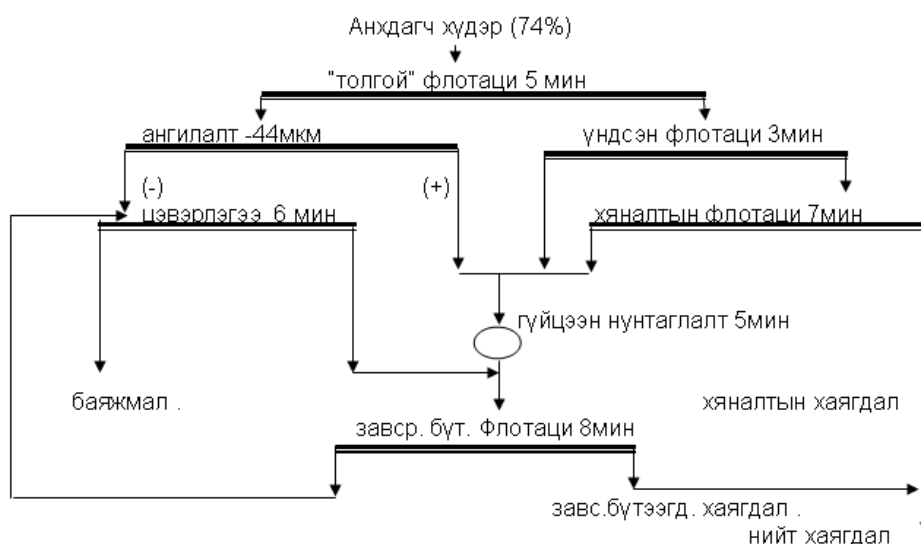 Анхдагч хүдэр (74%)
"толгой" флотаци 5 мин
ангилалт -44мкм
үндсэн флотаци 3мин
(-)
(+)
цэвэрлэгээ 6 мин
хяналтын флотаци 7мин
гүйцээн нунтаглалт 5мин
баяжмал .
хяналтын хаягдал
завср. бүт. Флотаци 8мин
завс.бүтээгд. хаягдал .
нийт хаягдал